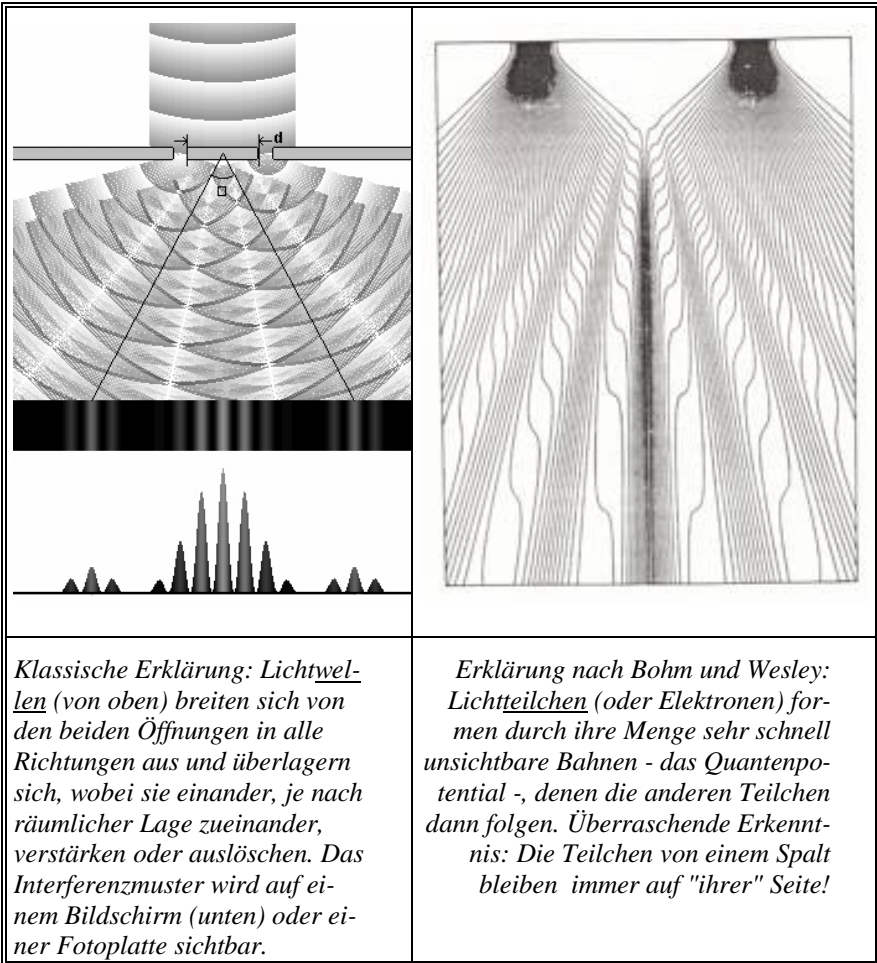 d
Klassische Erklärung: Lichtwel-
len (von oben) breiten sich von
den beiden Öffnungen in alle
Richtungen aus und überlagern
sich, wobei sie einander, je nach
räumlicher Lage zueinander,
verstärken oder auslöschen. Das
Interferenzmuster wird auf ei-
nem Bildschirm (unten) oder ei-
ner Fotoplatte sichtbar.
Erklärung nach Bohm und Wesley:
Lichtteilchen (oder Elektronen) for-
men durch ihre Menge sehr schnell
unsichtbare Bahnen - das Quantenpo-
tential -, denen die anderen Teilchen
dann folgen. Überraschende Erkennt-
nis: Die Teilchen von einem Spalt
bleiben immer auf "ihrer" Seite!